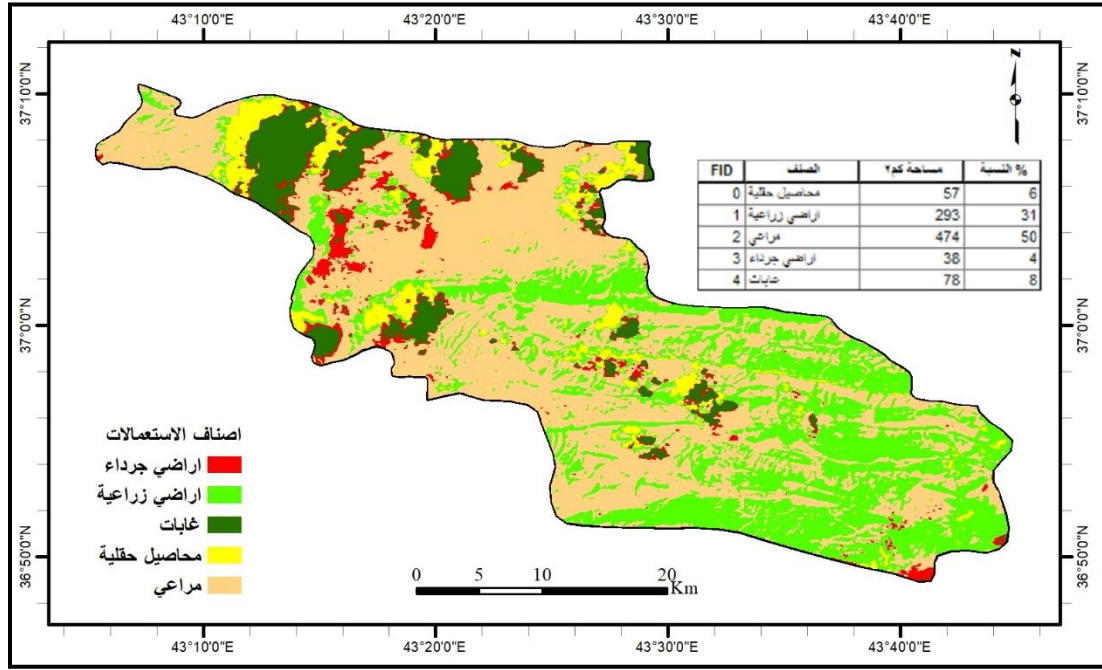 43°10'0"E 43°20'0"E 43°30'0"E 43°40'0"E
37°10'0"N 37°10'0"N
z
FID الصنف مساحة كم٢ النسبة %
0 محاصيل حقلية 57 6
1 اراضي زراعية 293 31
2 مراعي 474 50
3 اراضي جرداء 38 4
4 غابات 78 8
37°0'0"N 37°0'0"N
اصناف الاستعمالات
اراضي جرداء
اراضي زراعية
غابات
محاصيل حقلية
مراعي
36°50'0"N 36°50'0"N
0 5 10 20
Km
43°10'0"E 43°20'0"E 43°30'0"E 43°40'0"E